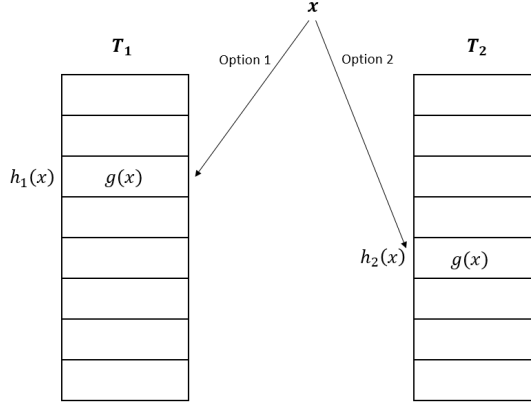 x
T₁
T₂
Option 1
Option 2
h₁(x)
g(x)
h₂(x)
g(x)